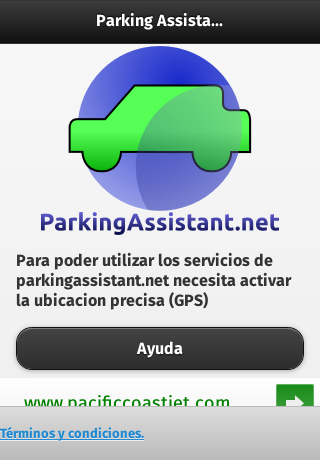 Parking Assista...
ParkingAssistant.net
Para poder utilizar los servicios de
parkingassistant.net necesita activar
la ubicacion precisa (GPS)
Ayuda
www.pacificcoastjet.com
Términos y condiciones.